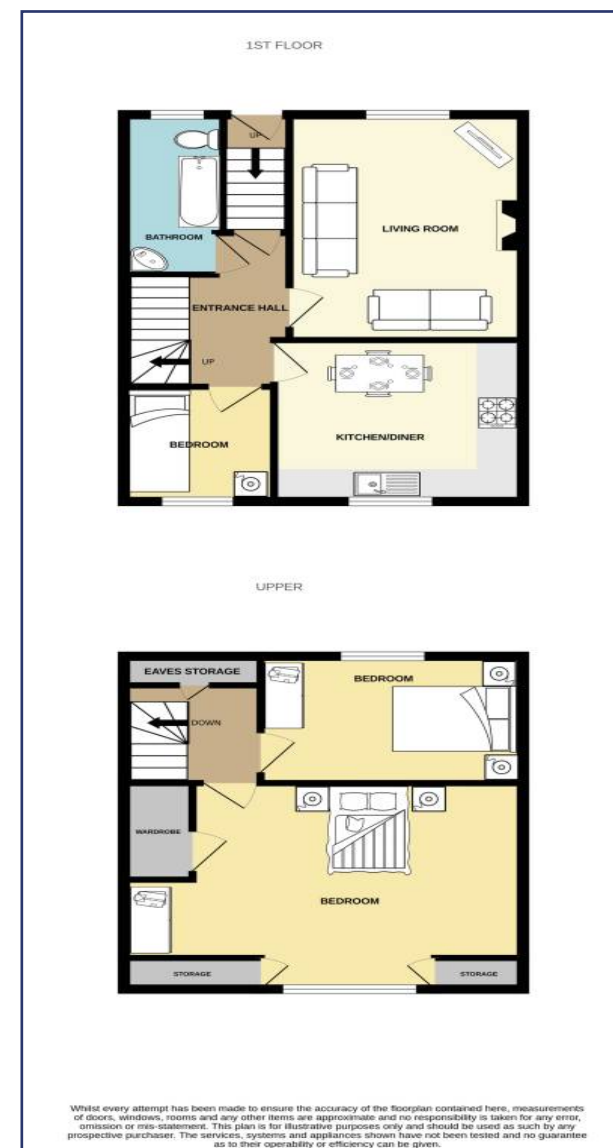 1ST FLOOR
UP
BATHROOM
LIVING ROOM
ENTRANCE HALL
UP
BEDROOM
KITCHEN/DINER
UPPER
EAVES STORAGE
BEDROOM
DOWN
WARDROBE
BEDROOM
STORAGE
STORAGE
Whilst every attempt has been made to ensure the accuracy of the floorplan contained here, measurements
of doors, windows, rooms and any other items are approximate and no responsibility is taken for any error,
omission or mis-statement. This plan is for illustrative purposes only and should be used as such by any
prospective purchaser. The services, systems and appliances shown have not been tested and no guarantee
as to their operability or efficiency can be given.